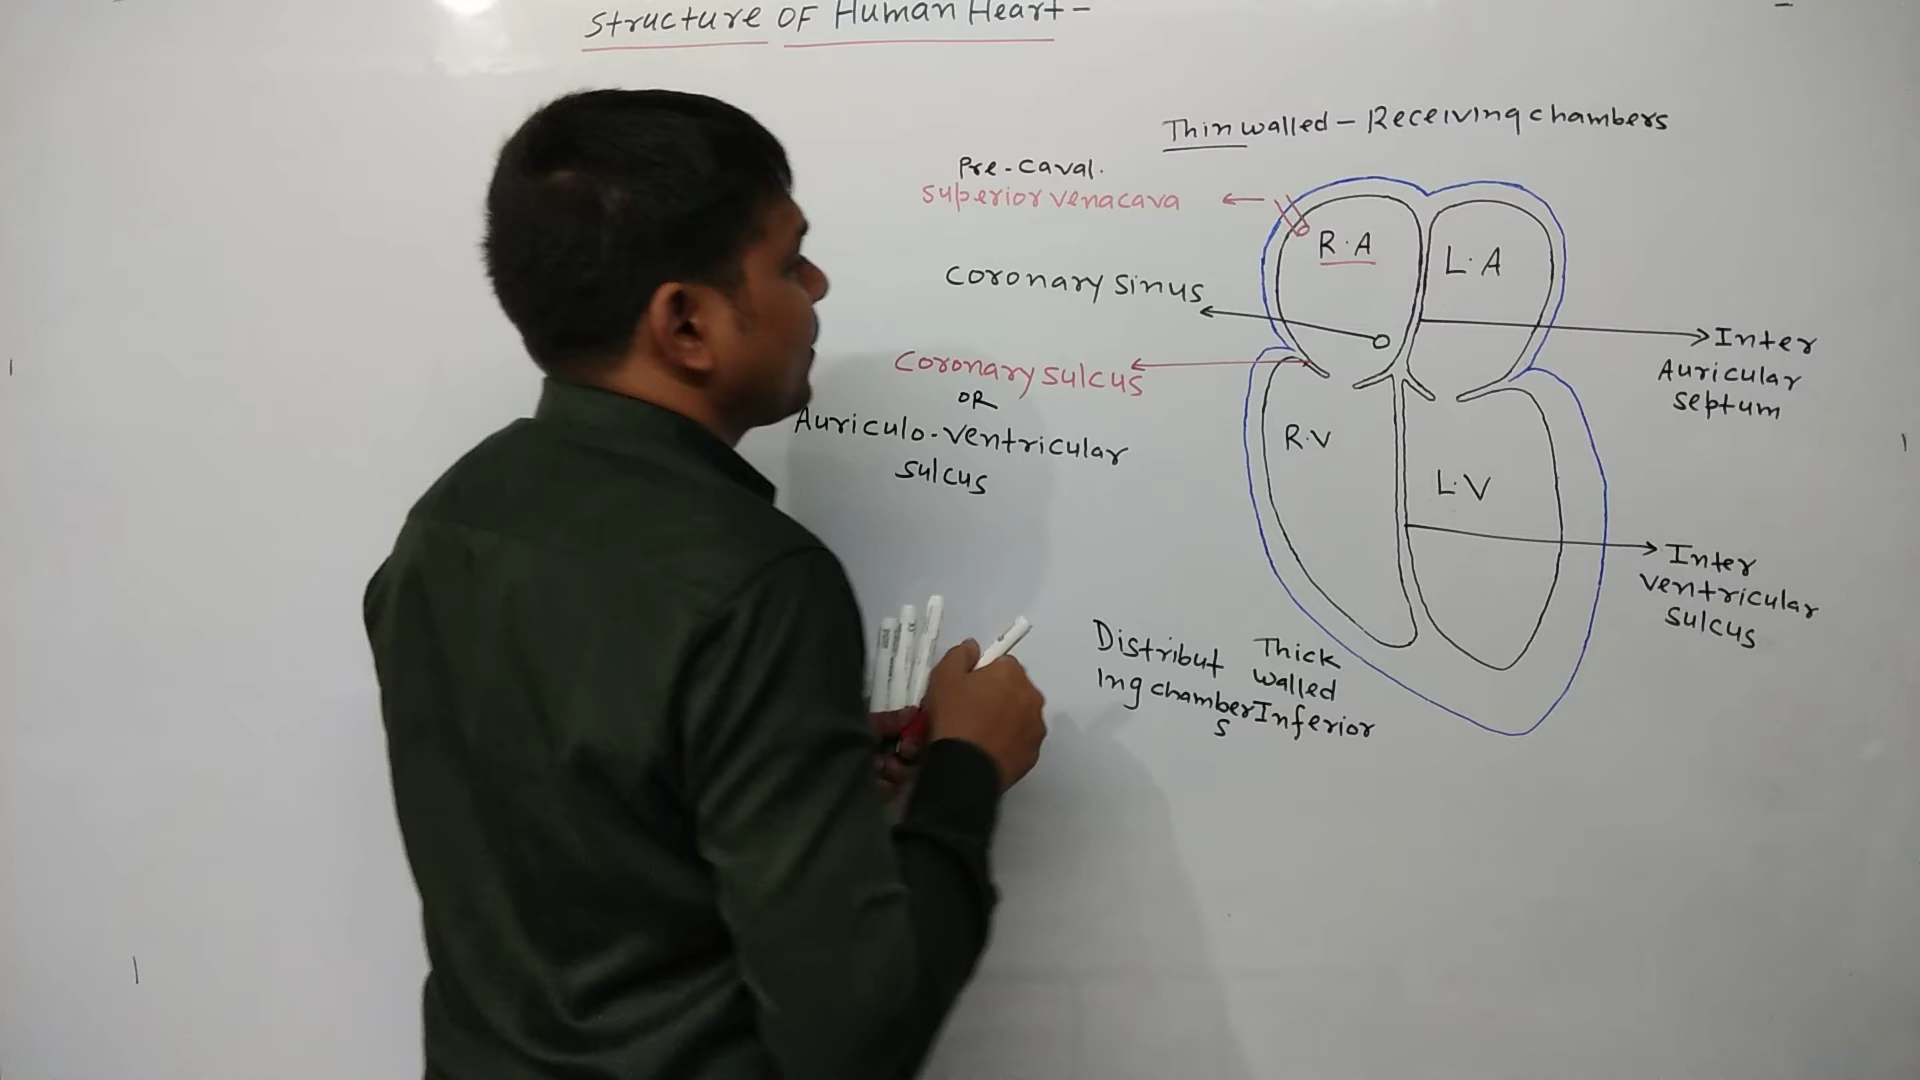 Structure OF Human Heart -
Thin walled - Receiving chambers
Pre-caval.
superior venacava
R.A
L.A
coronary sinus
Inter
Auricular
septum
coronary sulcus
OR
Auriculo-ventricular
sulcus
R.V
L.V
Inter
ventricular
sulcus
Distribut
ing chamber
s
Thick
walled
Inferior